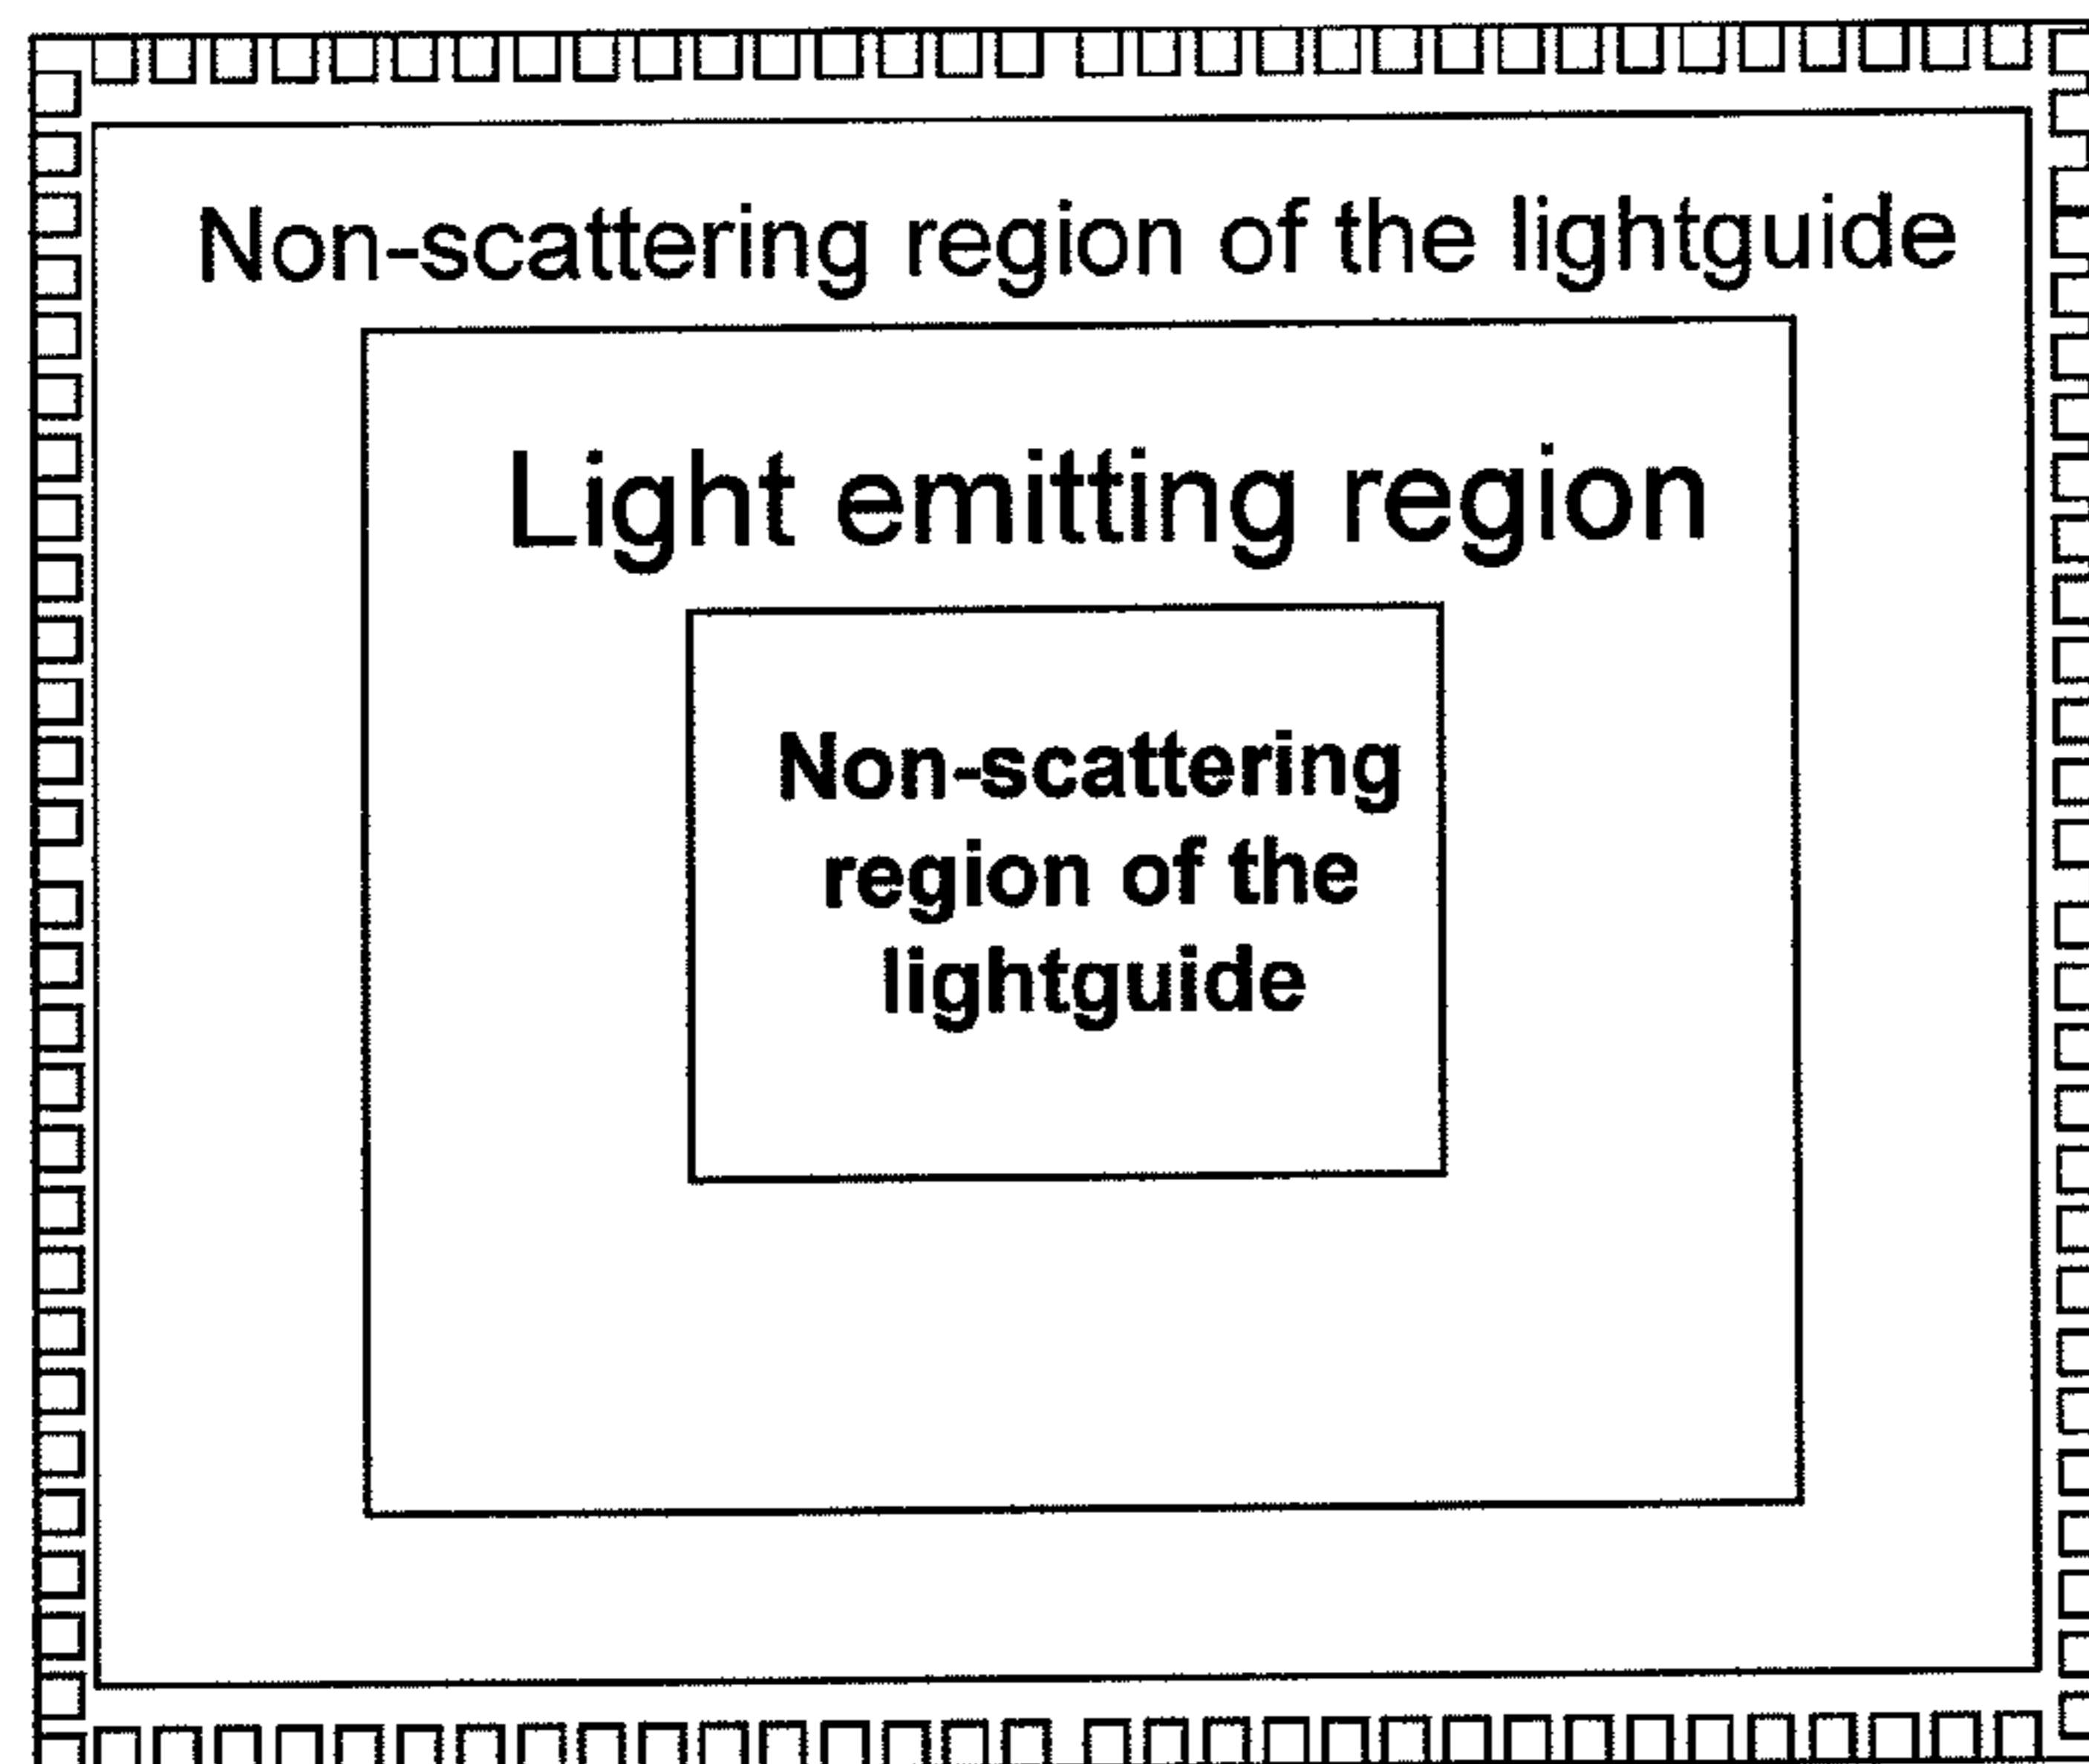 Non-scattering region of the lightguide
Light emitting region
Non-scattering
region of the
lightguide